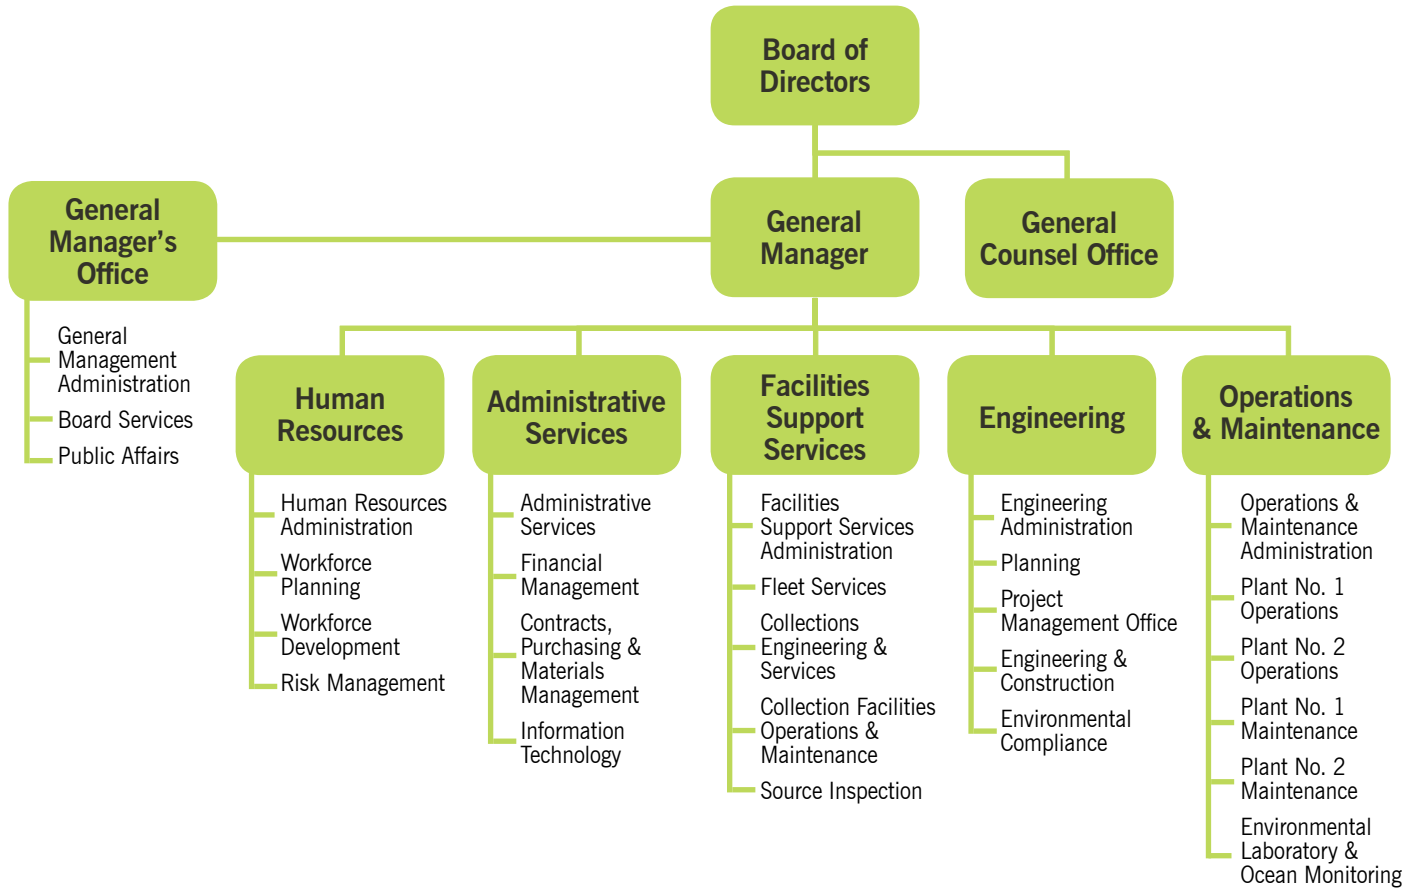 Board of
Directors
General
Manager's
Office
General
Manager
General
Counsel Office
General
Management
Administration
Board Services
Public Affairs
Human
Resources
Human Resources
Administration
Workforce
Planning
Workforce
Development
Risk Management
Administrative
Services
Administrative
Services
Financial
Management
Contracts,
Purchasing &
Materials
Management
Information
Technology
Facilities
Support
Services
Facilities
Support Services
Administration
Fleet Services
Collections
Engineering &
Services
Collection Facilities
Operations &
Maintenance
Source Inspection
Engineering
Engineering
Administration
Planning
Project
Management Office
Engineering &
Construction
Environmental
Compliance
Operations
& Maintenance
Operations &
Maintenance
Administration
Plant No. 1
Operations
Plant No. 2
Operations
Plant No. 1
Maintenance
Plant No. 2
Maintenance
Environmental
Laboratory &
Ocean Monitoring